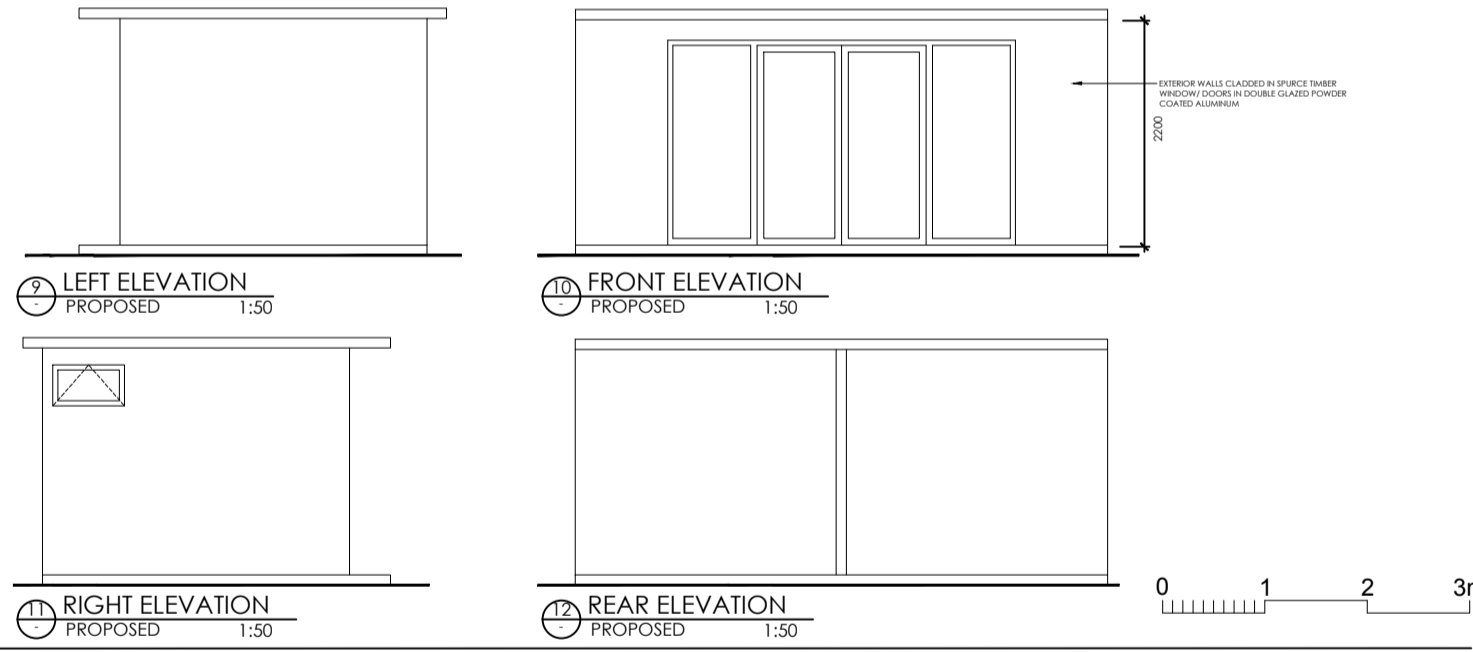 9 LEFT ELEVATION
- PROPOSED 1:50
10 FRONT ELEVATION
- PROPOSED 1:50
EXTERIOR WALLS CLADDED IN SPURCE TIMBER
WINDOW/ DOORS IN DOUBLE GLAZED POWDER
COATED ALUMINUM
2200
11 RIGHT ELEVATION
- PROPOSED 1:50
12 REAR ELEVATION
- PROPOSED 1:50
0 1 2 3